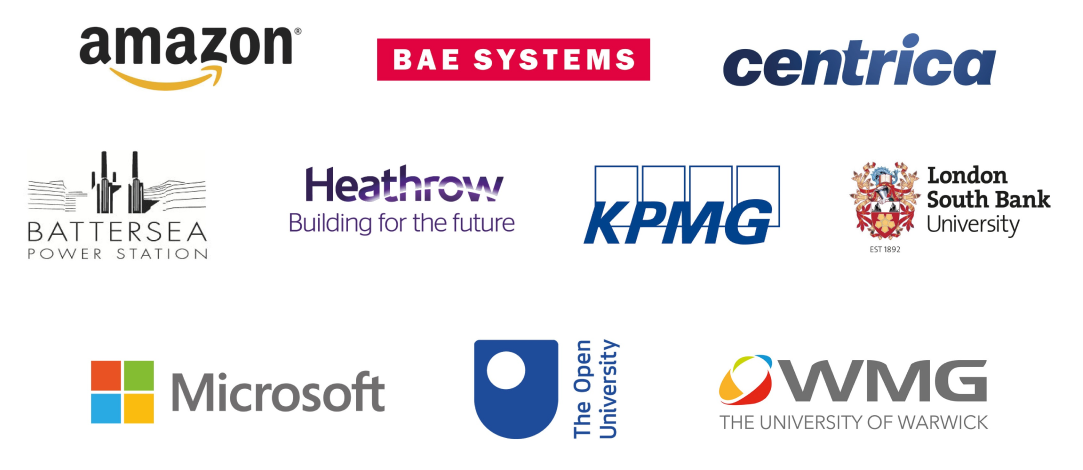 amazon®
BAE SYSTEMS
centrica
BATTERSEA
POWER STATION
Heathrow
Building for the future
KPMG
London
South Bank
University
EST 1892
Microsoft
The Open
University
WMG
THE UNIVERSITY OF WARWICK